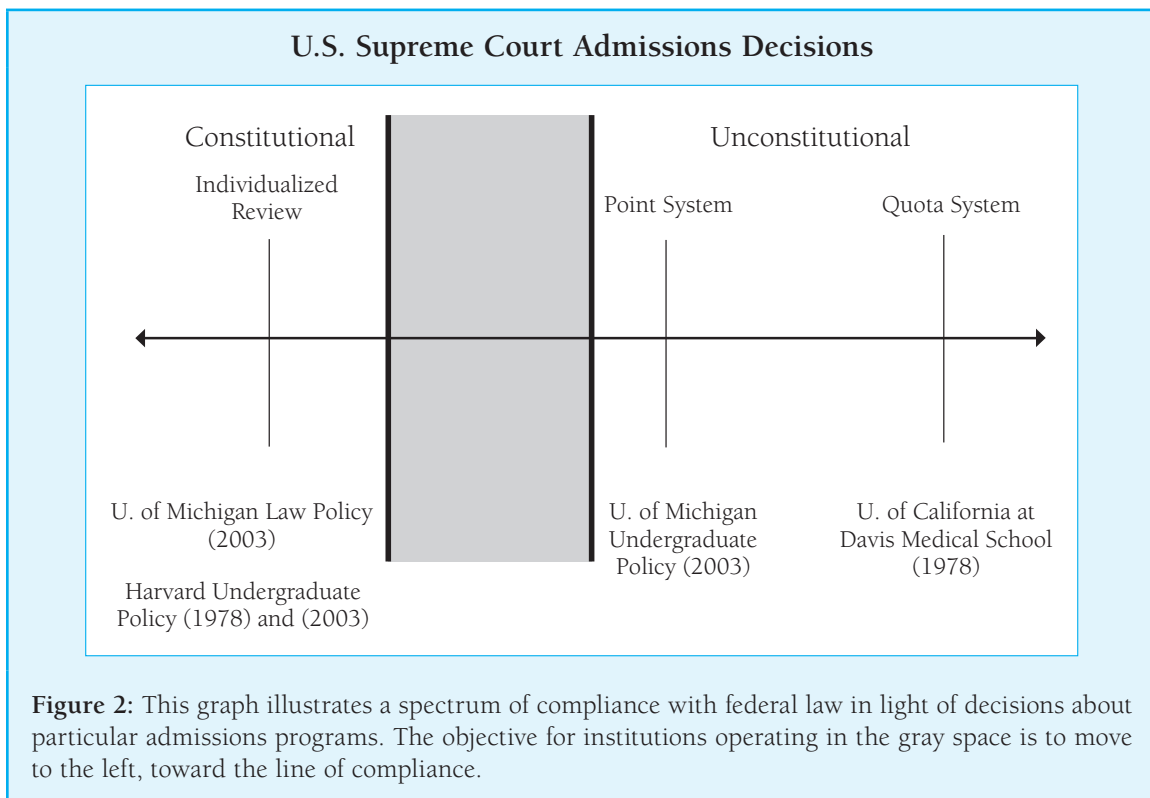 U.S. Supreme Court Admissions Decisions
Constitutional
Unconstitutional
Individualized
Review
Point System
Quota System
U. of Michigan Law Policy
(2003)
Harvard Undergraduate
Policy (1978) and (2003)
U. of Michigan
Undergraduate
Policy (2003)
U. of California at
Davis Medical School
(1978)
Figure 2: This graph illustrates a spectrum of compliance with federal law in light of decisions about
particular admissions programs. The objective for institutions operating in the gray space is to move
to the left, toward the line of compliance.